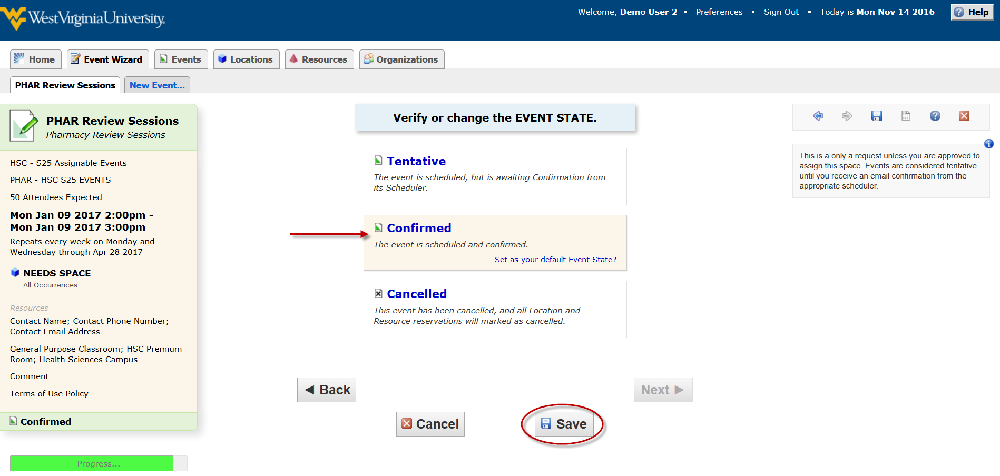 West Virginia University.
Welcome, Demo User 2 ▪ Preferences ▪ Sign Out ▪ Today is Mon Nov 14 2016
Help
Home
Event Wizard
Events
Locations
Resources
Organizations
PHAR Review Sessions
New Event...
PHAR Review Sessions
Pharmacy Review Sessions
HSC - S25 Assignable Events
PHAR - HSC S25 EVENTS
50 Attendees Expected
Mon Jan 09 2017 2:00pm -
Mon Jan 09 2017 3:00pm
Repeats every week on Monday and
Wednesday through Apr 28 2017
NEEDS SPACE
All Occurrences
Resources
Contact Name; Contact Phone Number;
Contact Email Address
General Purpose Classroom; HSC Premium
Room; Health Sciences Campus
Comment
Terms of Use Policy
Confirmed
Progress...
Verify or change the EVENT STATE.
Tentative
The event is scheduled, but is awaiting Confirmation from
its Scheduler.
Confirmed
The event is scheduled and confirmed.
Set as your default Event State?
Cancelled
This event has been cancelled, and all Location and
Resource reservations will marked as cancelled.
◀ Back
Next ▶
Cancel
Save
This is a only a request unless you are approved to
assign this space. Events are considered tentative
until you receive an email confirmation from the
appropriate scheduler.